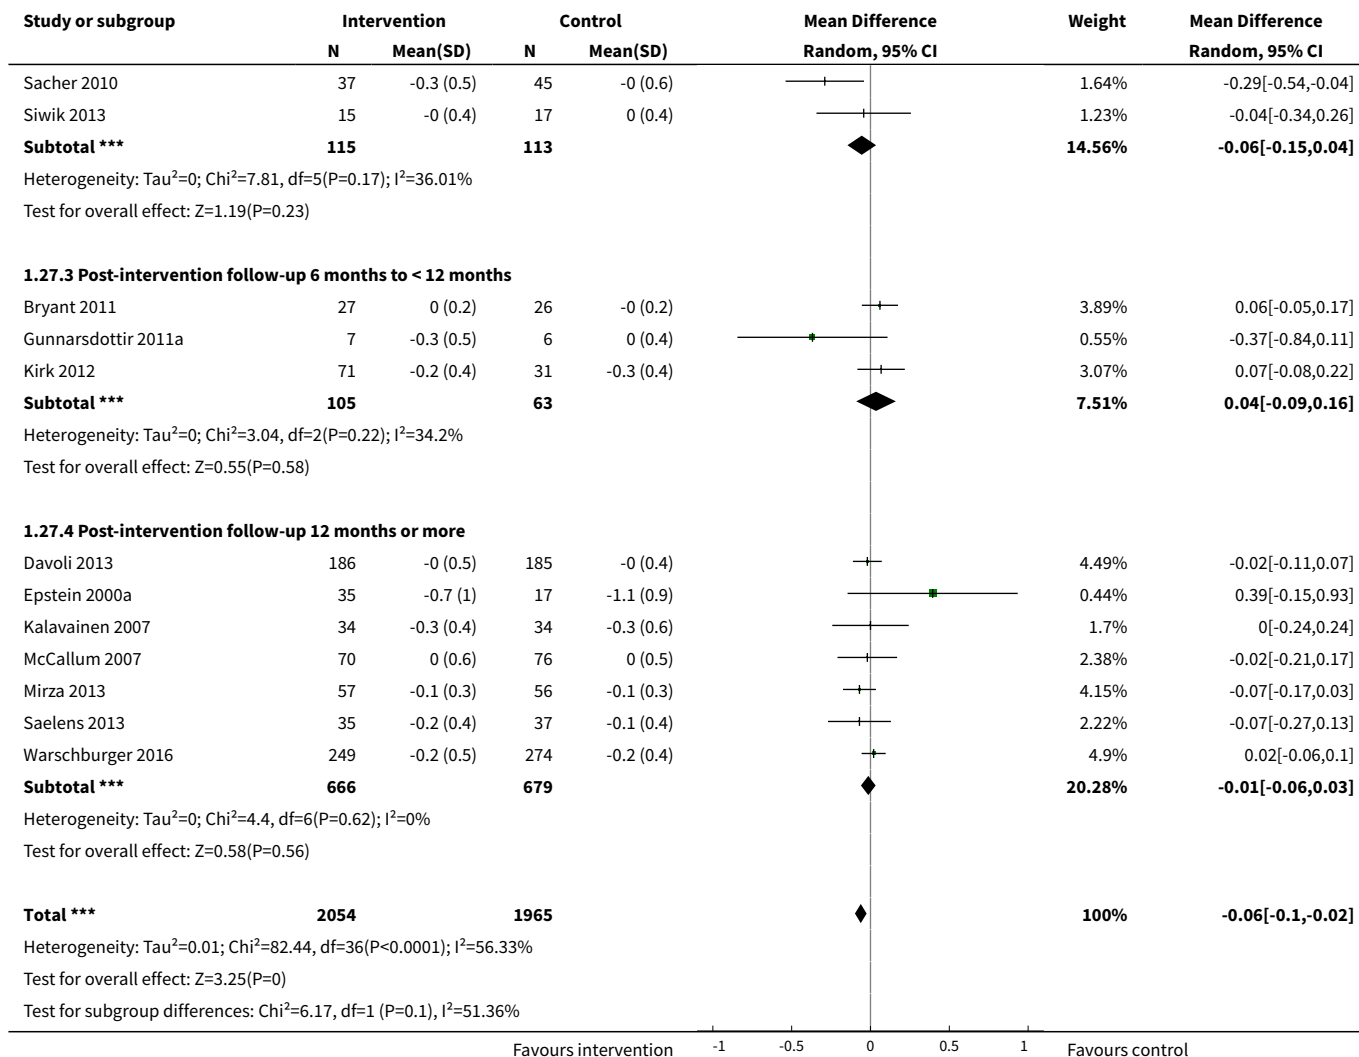 Study or subgroup Intervention Control Mean Difference Weight Mean Difference
N Mean(SD) N Mean(SD) Random, 95% CI Random, 95% CI
Sacher 2010 37 -0.3 (0.5) 45 -0 (0.6) 1.64% -0.29[-0.54,-0.04]
Siwik 2013 15 -0 (0.4) 17 0 (0.4) 1.23% -0.04[-0.34,0.26]
Subtotal *** 115 113 14.56% -0.06[-0.15,0.04]
Heterogeneity: Tau²=0; Chi²=7.81, df=5(P=0.17); I²=36.01%
Test for overall effect: Z=1.19(P=0.23)
1.27.3 Post-intervention follow-up 6 months to < 12 months
Bryant 2011 27 0 (0.2) 26 -0 (0.2) 3.89% 0.06[-0.05,0.17]
Gunnarsdottir 2011a 7 -0.3 (0.5) 6 0 (0.4) 0.55% -0.37[-0.84,0.11]
Kirk 2012 71 -0.2 (0.4) 31 -0.3 (0.4) 3.07% 0.07[-0.08,0.22]
Subtotal *** 105 63 7.51% 0.04[-0.09,0.16]
Heterogeneity: Tau²=0; Chi²=3.04, df=2(P=0.22); I²=34.2%
Test for overall effect: Z=0.55(P=0.58)
1.27.4 Post-intervention follow-up 12 months or more
Davoli 2013 186 -0 (0.5) 185 -0 (0.4) 4.49% -0.02[-0.11,0.07]
Epstein 2000a 35 -0.7 (1) 17 -1.1 (0.9) 0.44% 0.39[-0.15,0.93]
Kalavainen 2007 34 -0.3 (0.4) 34 -0.3 (0.6) 1.7% 0[-0.24,0.24]
McCallum 2007 70 0 (0.6) 76 0 (0.5) 2.38% -0.02[-0.21,0.17]
Mirza 2013 57 -0.1 (0.3) 56 -0.1 (0.3) 4.15% -0.07[-0.17,0.03]
Saelens 2013 35 -0.2 (0.4) 37 -0.1 (0.4) 2.22% -0.07[-0.27,0.13]
Warschburger 2016 249 -0.2 (0.5) 274 -0.2 (0.4) 4.9% 0.02[-0.06,0.1]
Subtotal *** 666 679 20.28% -0.01[-0.06,0.03]
Heterogeneity: Tau²=0; Chi²=4.4, df=6(P=0.62); I²=0%
Test for overall effect: Z=0.58(P=0.56)
Total *** 2054 1965 100% -0.06[-0.1,-0.02]
Heterogeneity: Tau²=0.01; Chi²=82.44, df=36(P<0.0001); I²=56.33%
Test for overall effect: Z=3.25(P=0)
Test for subgroup differences: Chi²=6.17, df=1 (P=0.1), I²=51.36%
Favours intervention -1 -0.5 0 0.5 1 Favours control